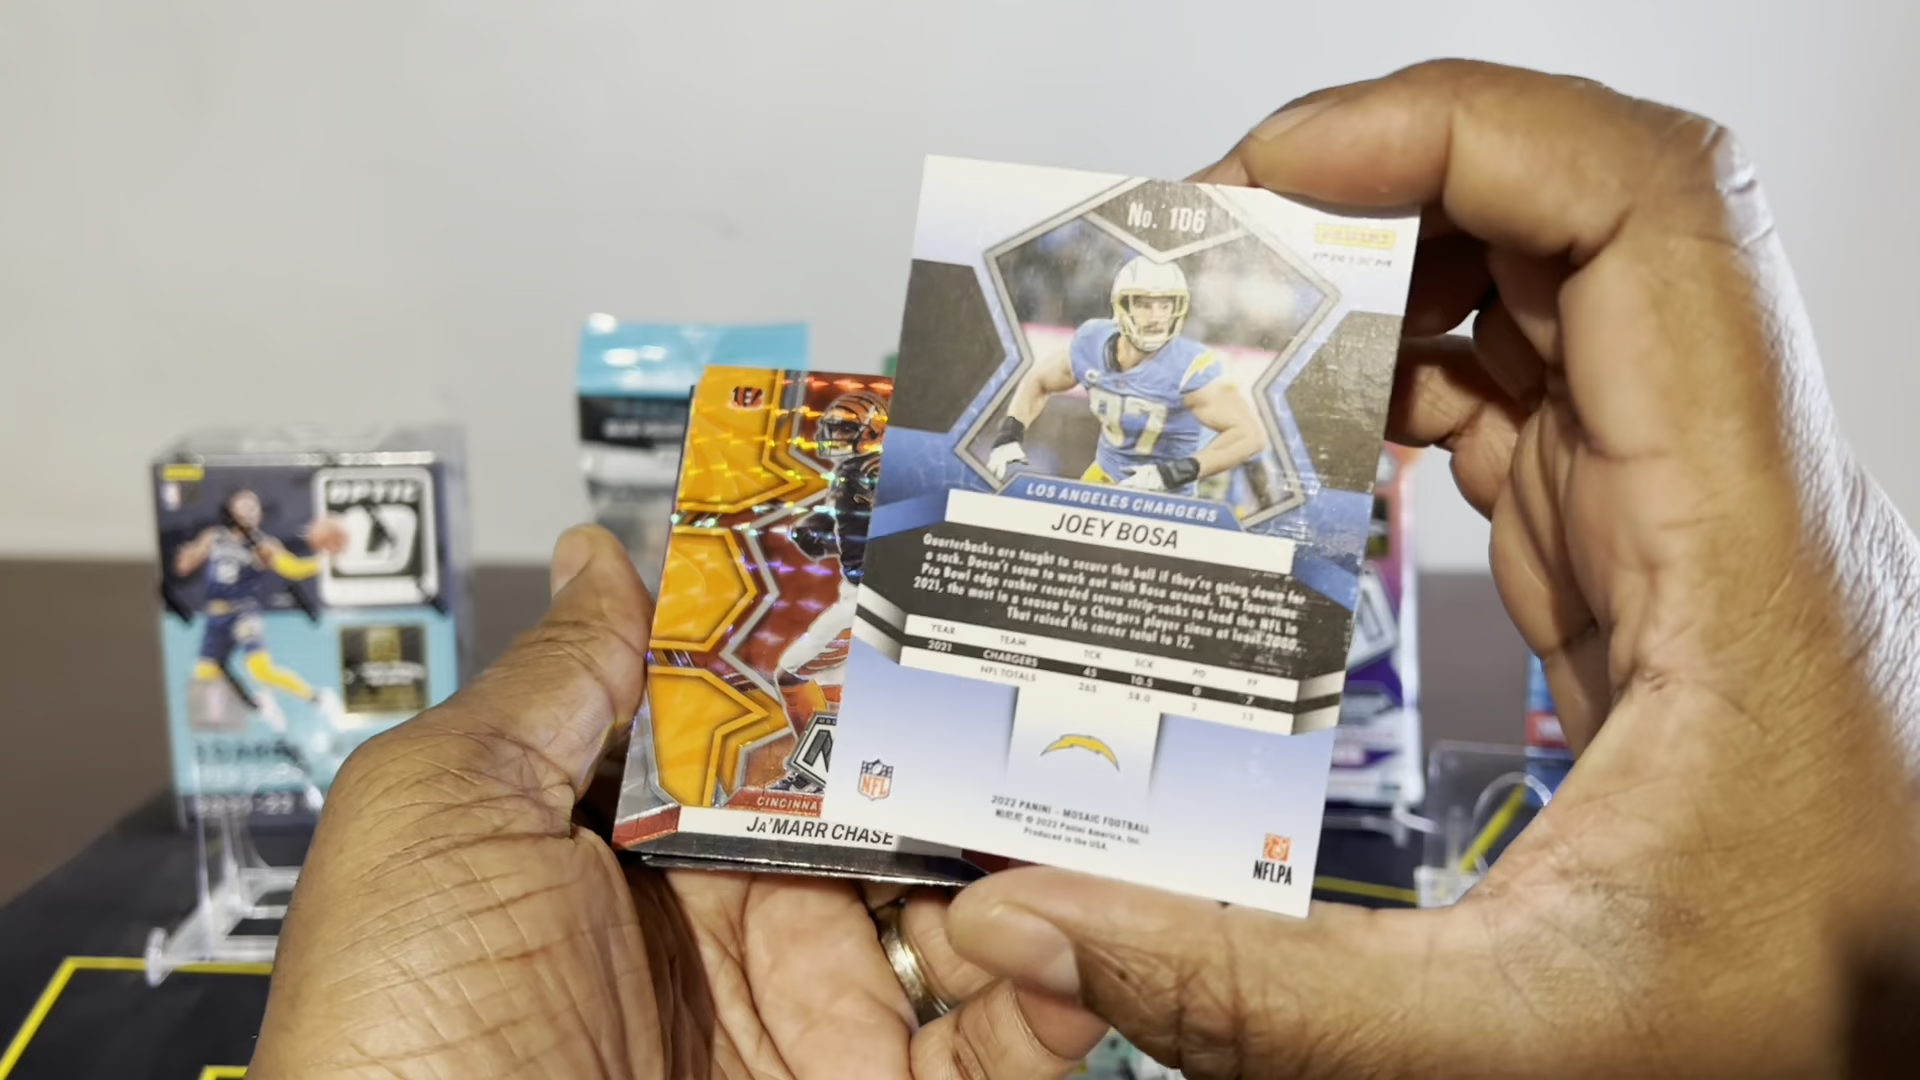 No. 106
PANINI
PRIZM
97
LOS ANGELES CHARGERS
JOEY BOSA
Quarterbacks are taught to secure the ball if they're going down for
a sack. Doesn't seem to work out with Bosa around. The four-time
Pro Bowl edge rusher recorded seven strip-sacks to lead the NFL in
2021, the most in a season by a Chargers player since at least 2000.
That raised his career total to 12.
YEAR TEAM TCK SCK PD FF
2021 CHARGERS 45 10.5 0 7
NFL TOTALS 265 58.0 2
NFL
2022 PANINI – MOSAIC FOOTBALL
© 2022 Panini America, Inc.
Produced in the USA.
NFLPA
CINCINNA
JA'MARR CHASE
OPTIC